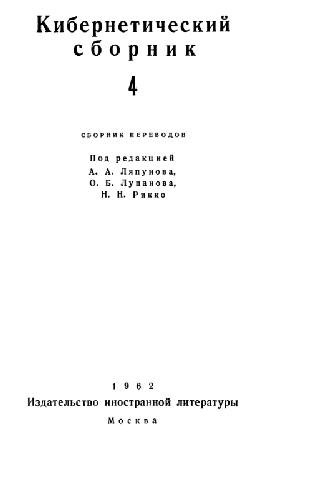 Кибернетический
сборник
4
СБОРНИК ПЕРЕВОДОВ
Под редакцией
А. А. Ляпунова,
О. Б. Лупанова,
Н. Н. Рикко
1962
Издательство иностранной литературы
Москва